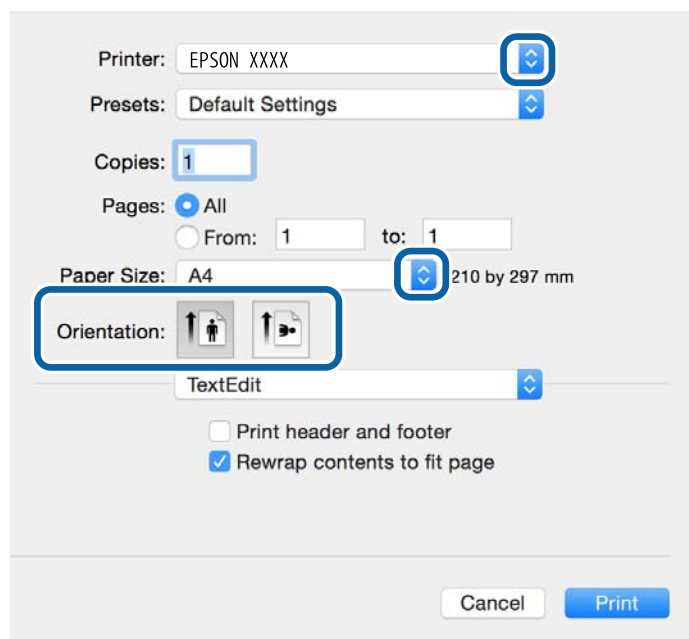 Printer: EPSON XXXX
Presets: Default Settings
Copies: 1
Pages: All
From: 1 to: 1
Paper Size: A4 210 by 297 mm
Orientation:
TextEdit
Print header and footer
Rewrap contents to fit page
Cancel Print